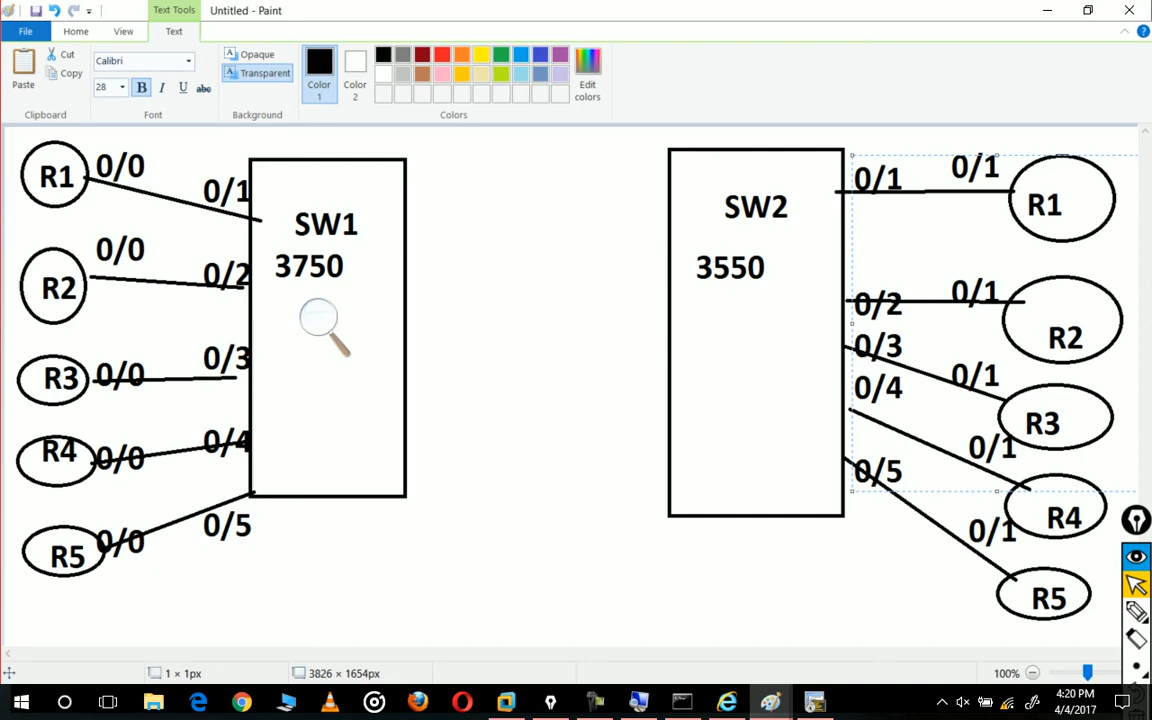 Text Tools
Untitled - Paint
File
Home
View
Text
Paste
Cut
Copy
Clipboard
Calibri
28
B I U abc
Font
Opaque
Transparent
Background
Color 1
Color 2
Edit colors
Colors
R1 0/0 0/1
R2 0/0 0/2
R3 0/0 0/3
R4 0/0 0/4
R5 0/0 0/5
SW1
3750
SW2
3550
0/1 0/1 R1
0/2 0/1 R2
0/3 0/1 R3
0/4 0/1 R4
0/5 0/1 R5
1 × 1px
3826 × 1654px
100%
4:20 PM
4/4/2017